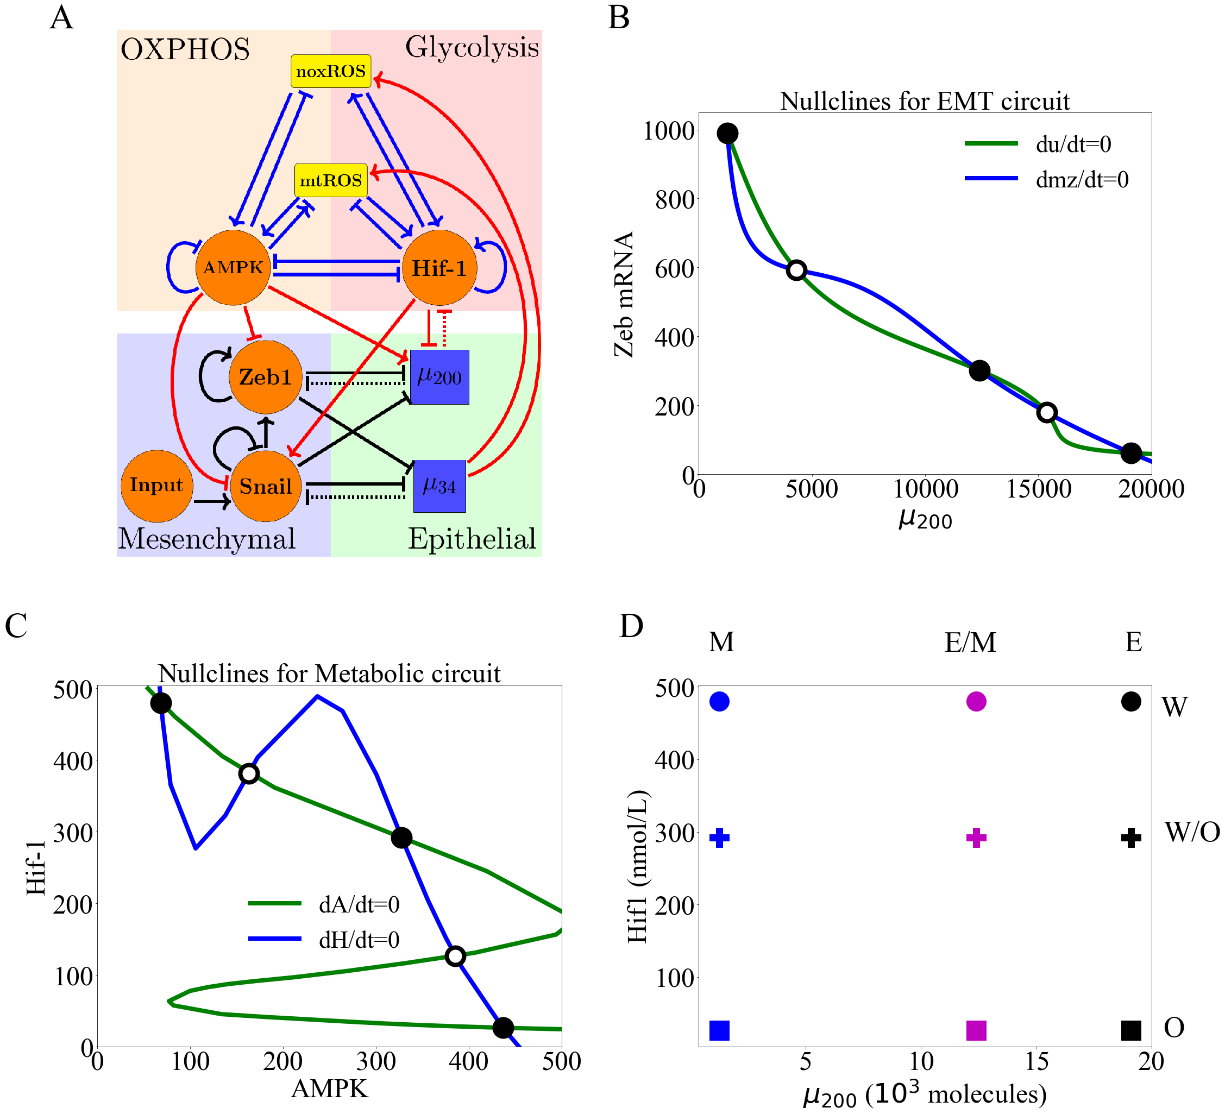 A
OXPHOS
Glycolysis
noxROS
mtROS
AMPK
Hif-1
Zeb1
μ200
Input
Snail
μ34
Mesenchymal
Epithelial
B
Nullclines for EMT circuit
du/dt=0
dmz/dt=0
Zeb mRNA
1000
800
600
400
200
0
0 5000 10000 15000 20000
μ200
C
Nullclines for Metabolic circuit
Hif-1
500
400
300
200
100
0
dA/dt=0
dH/dt=0
0 100 200 300 400 500
AMPK
D
M E/M E
Hif1 (nmol/L)
500
400
300
200
100
W
W/O
O
5 10 15 20
μ200 (10³ molecules)